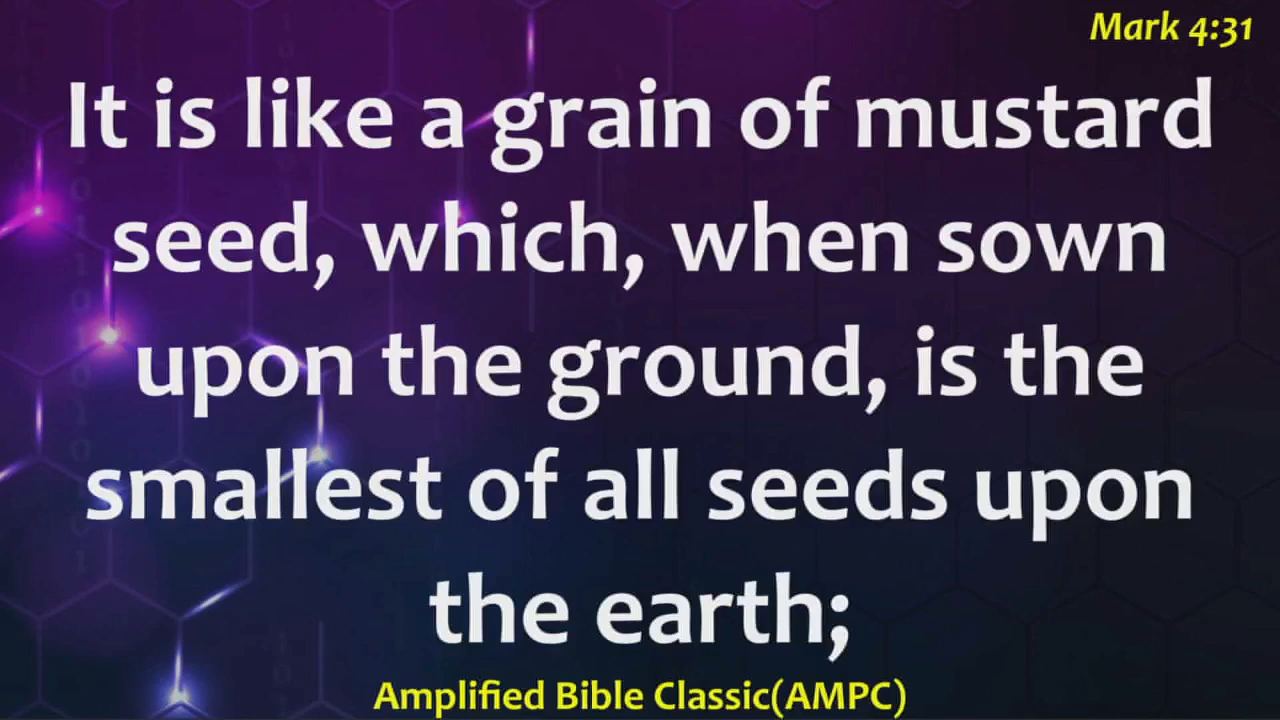 Mark 4:31
It is like a grain of mustard
seed, which, when sown
upon the ground, is the
smallest of all seeds upon
the earth;
Amplified Bible Classic(AMPC)